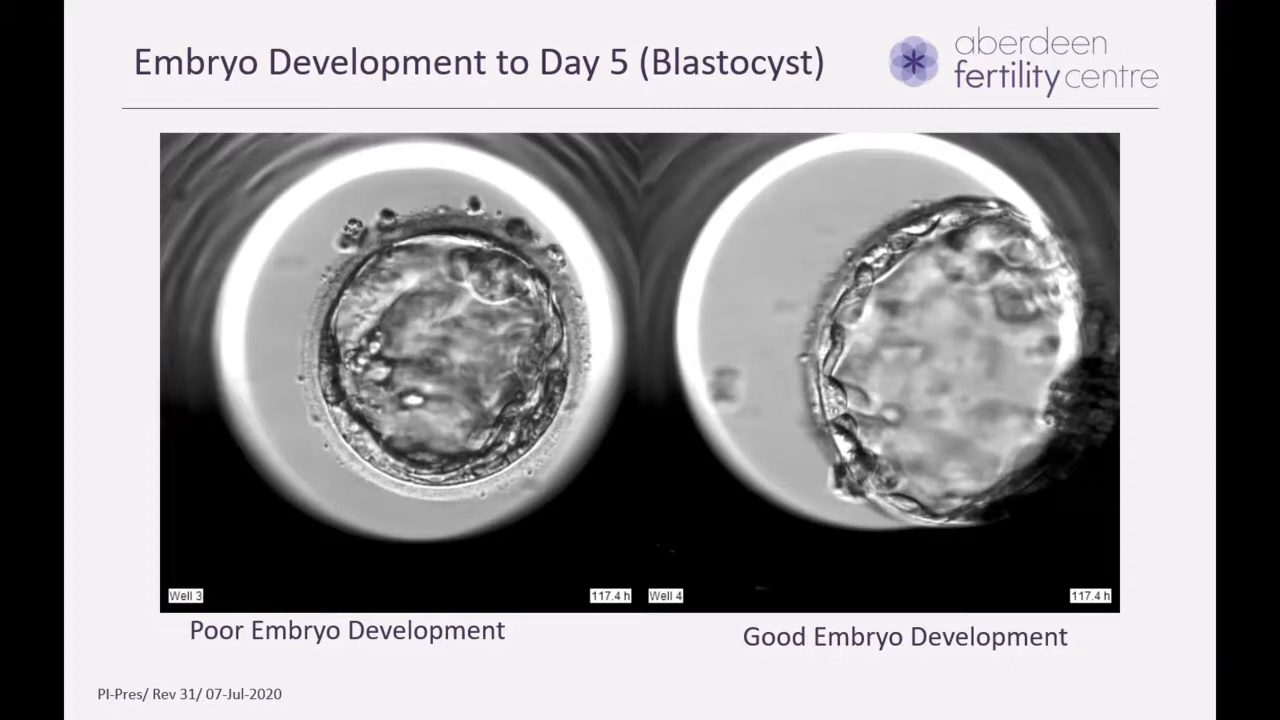 Embryo Development to Day 5 (Blastocyst)
aberdeen
fertility centre
Well 3
117.4 h
Well 4
117.4 h
Poor Embryo Development
Good Embryo Development
PI-Pres/ Rev 31/ 07-Jul-2020